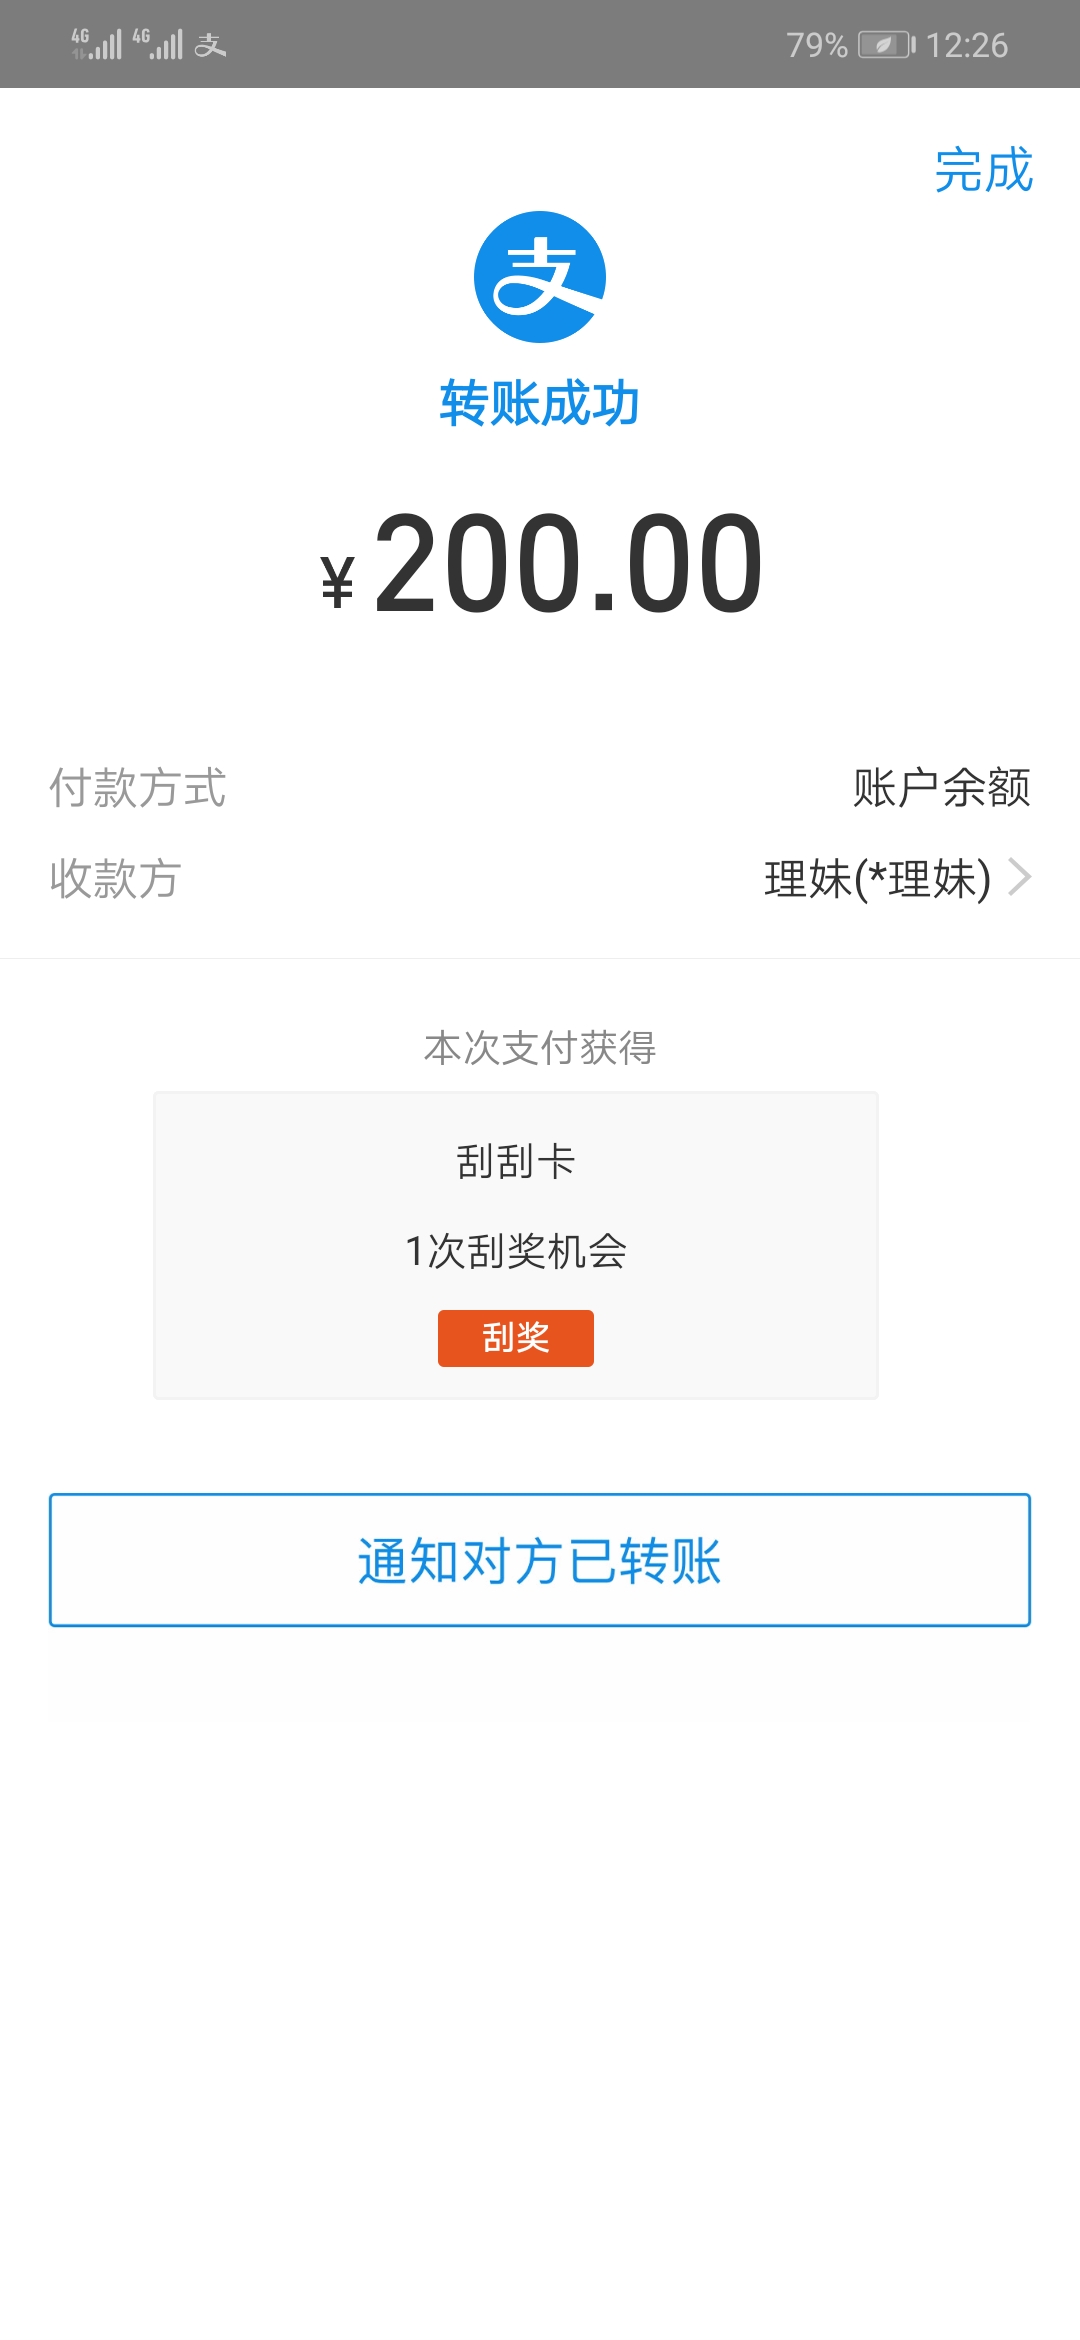 4G 4G 支 79% 12:26
完成
支
转账成功
¥200.00
付款方式 账户余额
收款方 理妹(*理妹)
本次支付获得
刮刮卡
1次刮奖机会
刮奖
通知对方已转账